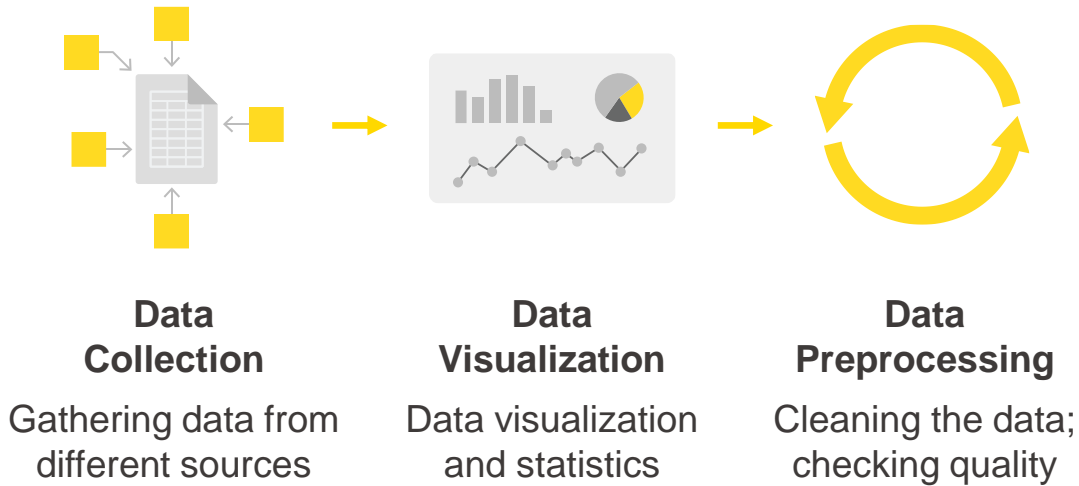 Data
Collection
Gathering data from
different sources
Data
Visualization
Data visualization
and statistics
Data
Preprocessing
Cleaning the data;
checking quality